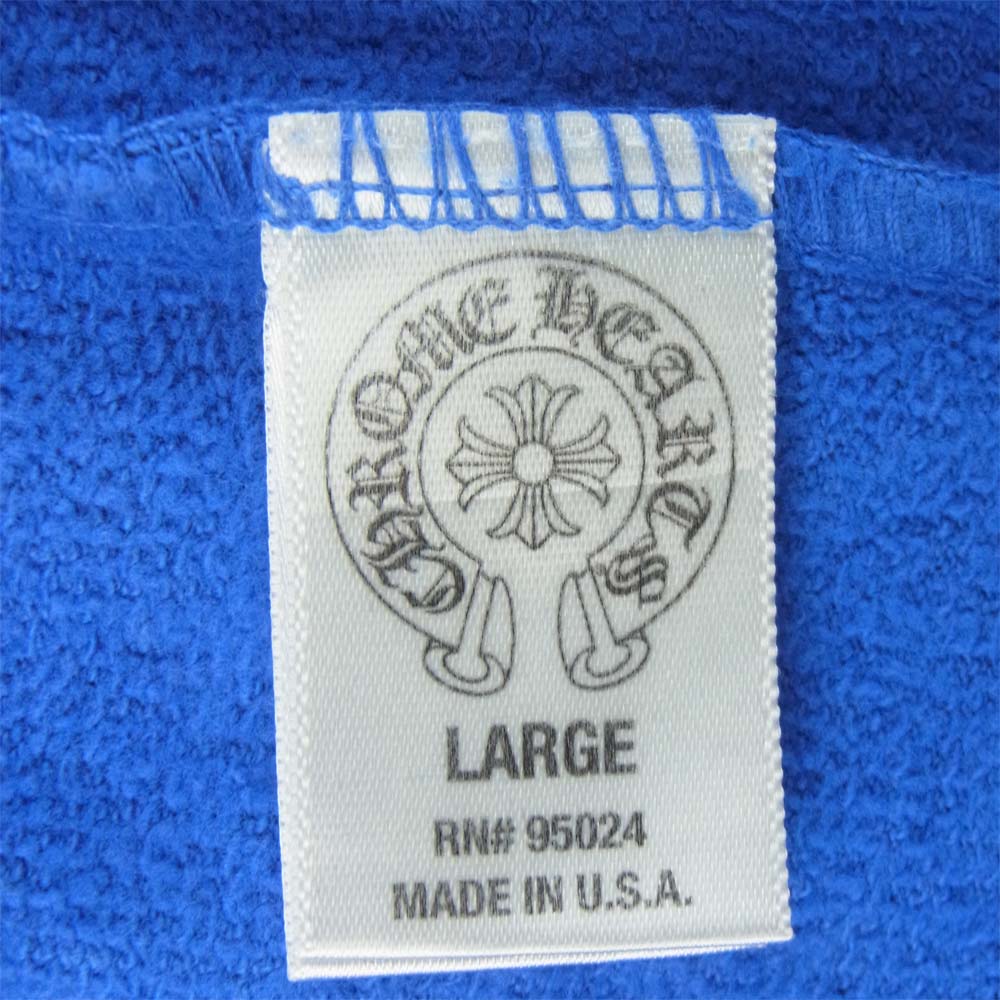 CHROME HEARTS
LARGE
RN# 95024
MADE IN U.S.A.